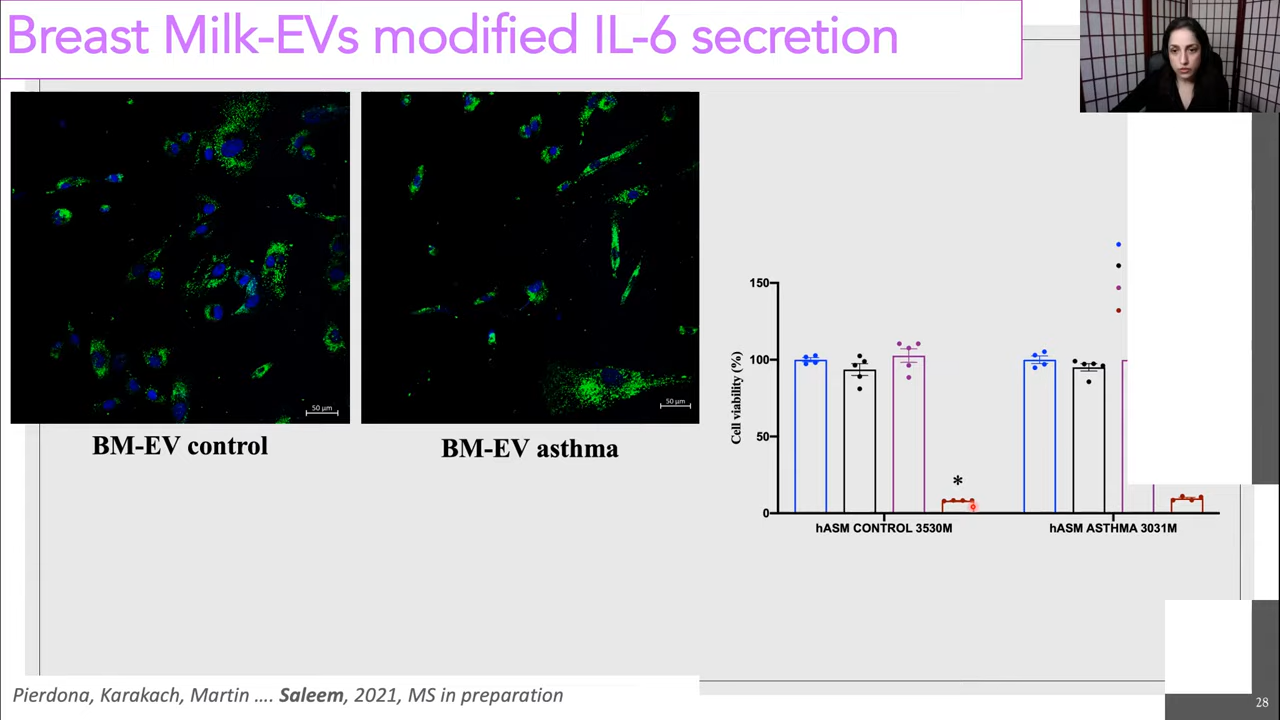 Breast Milk-EVs modified IL-6 secretion
50 μm
50 μm
BM-EV control
BM-EV asthma
Cell viability (%)
150
100
50
0
*
hASM CONTROL 3530M
hASM ASTHMA 3031M
Pierdona, Karakach, Martin .... Saleem, 2021, MS in preparation
28